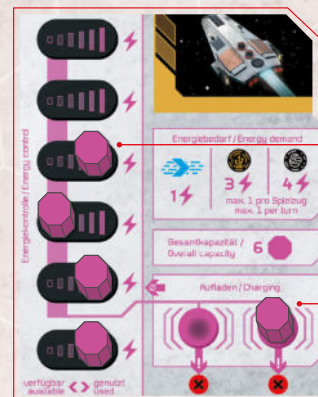 Energiekontrolle / Energy control
Energiebedarf / Energy demand
1
3
4
max. 1 pro Spielzug
max. 1 per turn
Gesamtkapazität /
Overall capacity
6
Aufladen / Charging
verfügbar
available
genutzt
used